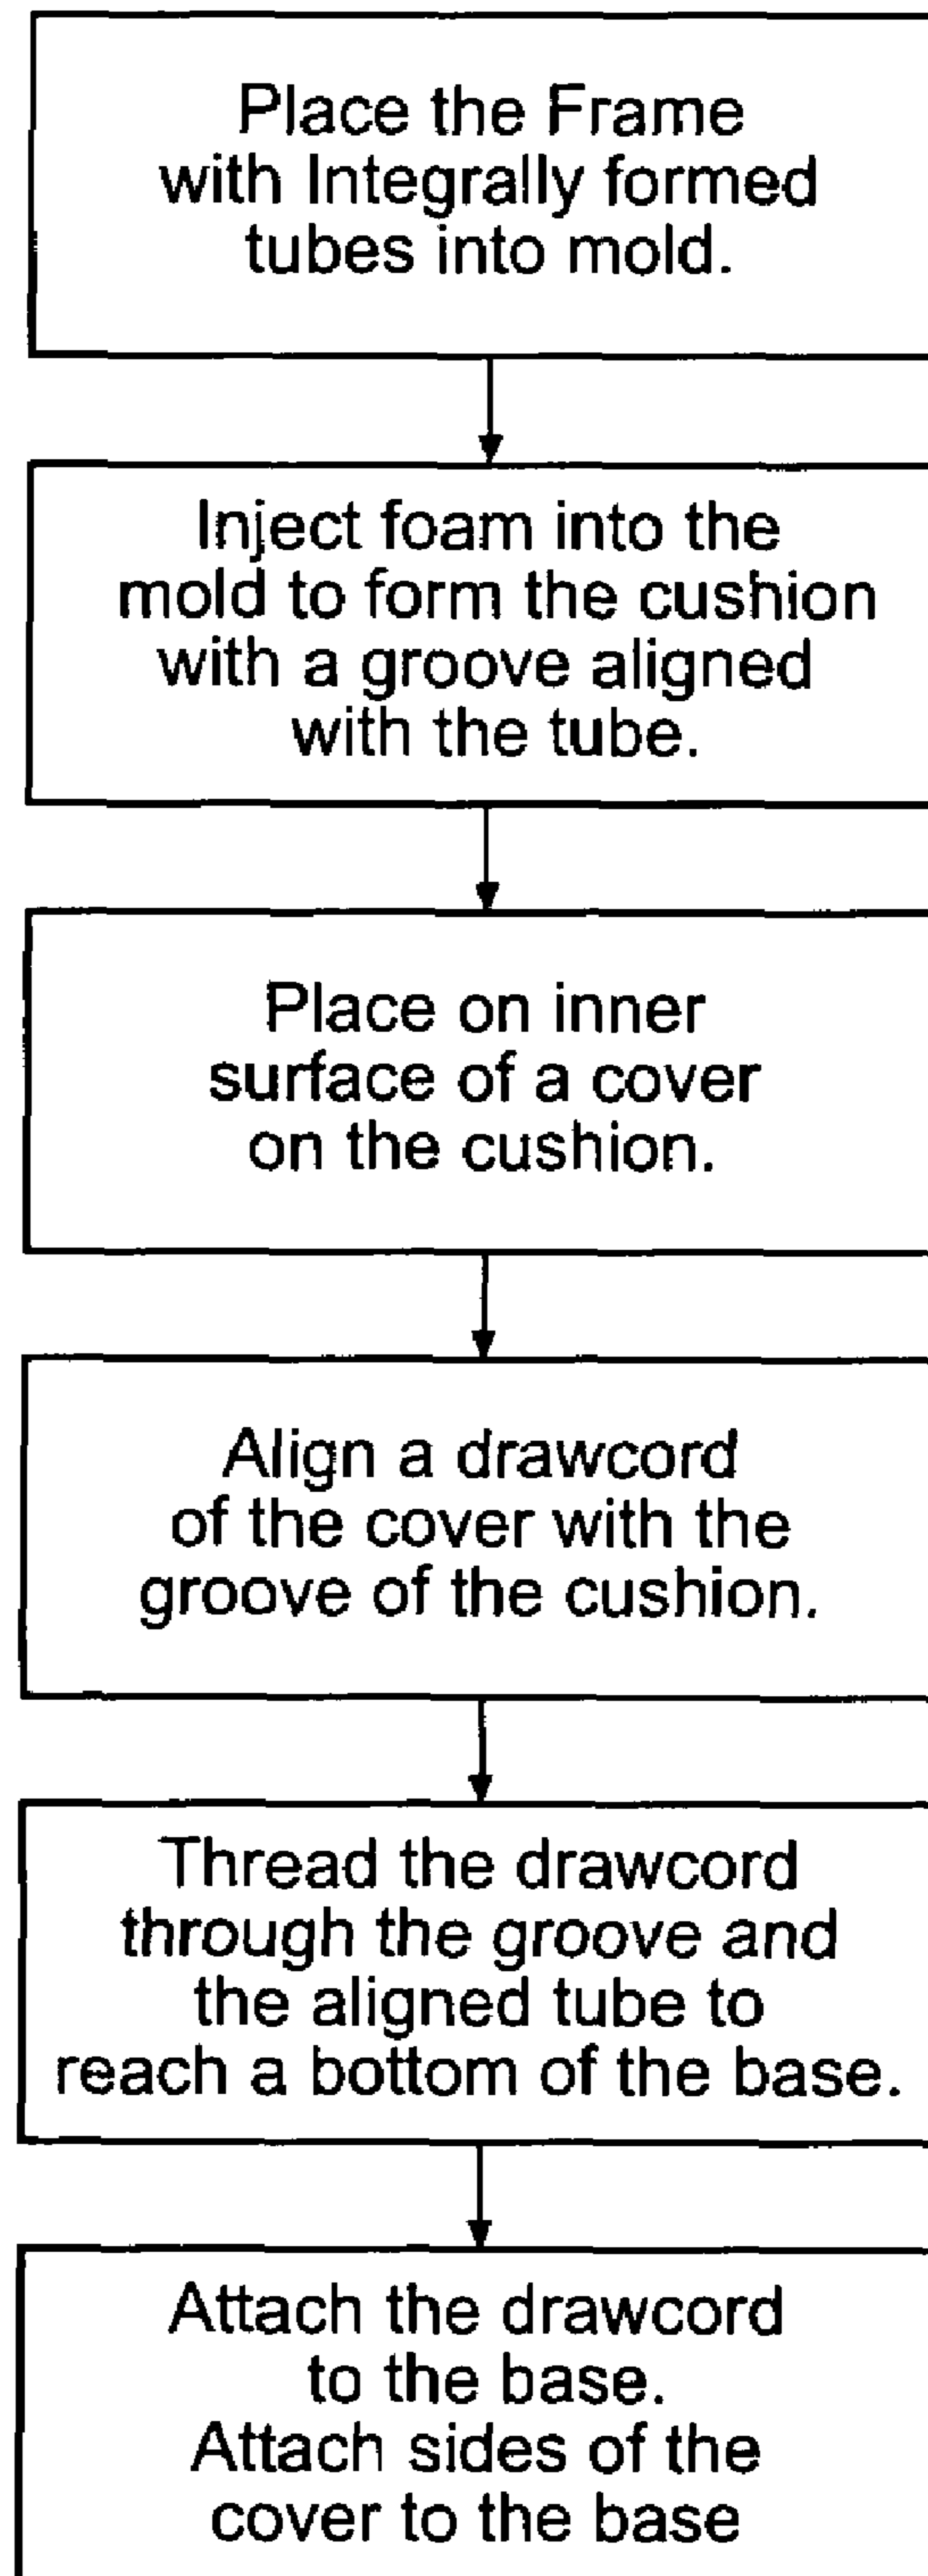 Place the Frame
with Integrally formed
tubes into mold.
Inject foam into the
mold to form the cushion
with a groove aligned
with the tube.
Place on inner
surface of a cover
on the cushion.
Align a drawcord
of the cover with the
groove of the cushion.
Thread the drawcord
through the groove and
the aligned tube to
reach a bottom of the base.
Attach the drawcord
to the base.
Attach sides of the
cover to the base